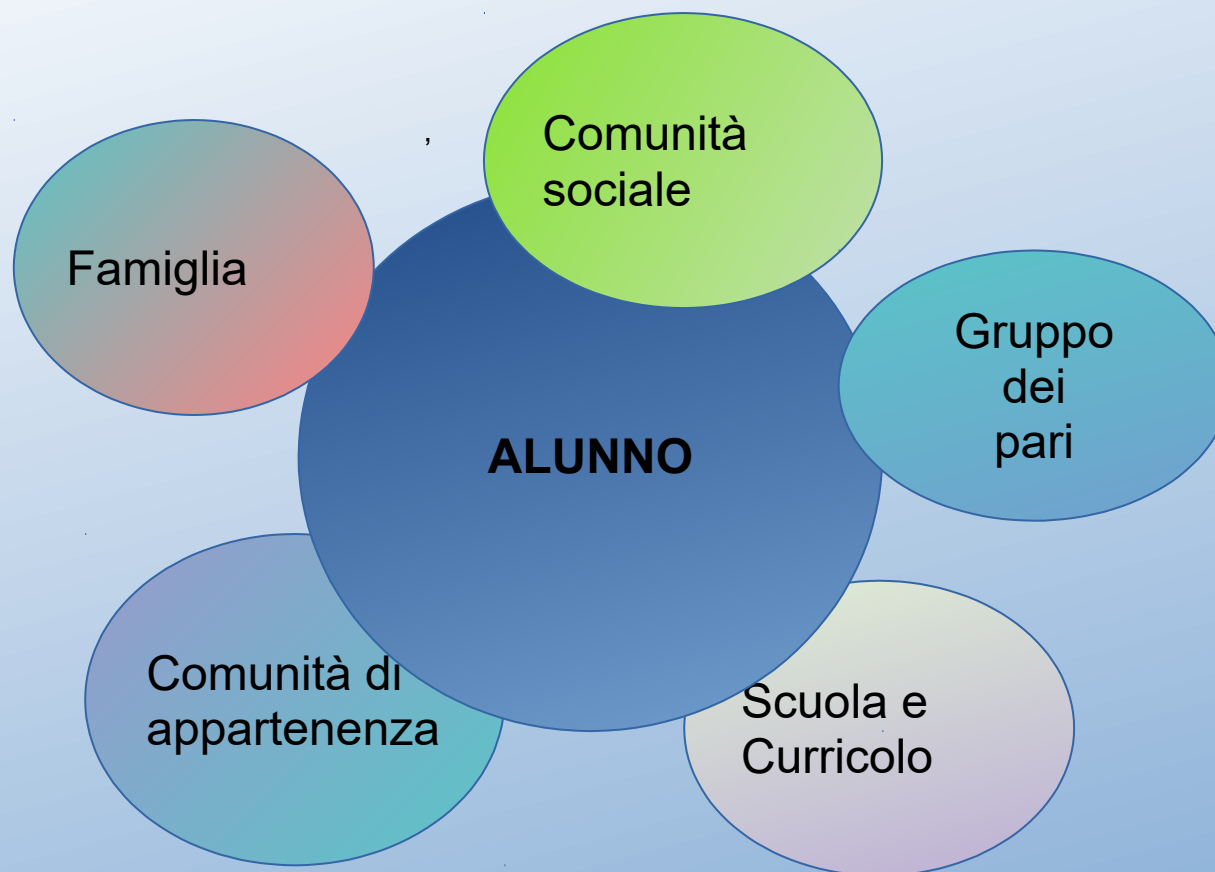 Comunità
sociale
,
Famiglia
Gruppo
dei
pari
ALUNNO
Comunità di
appartenenza
Scuola e
Curricolo